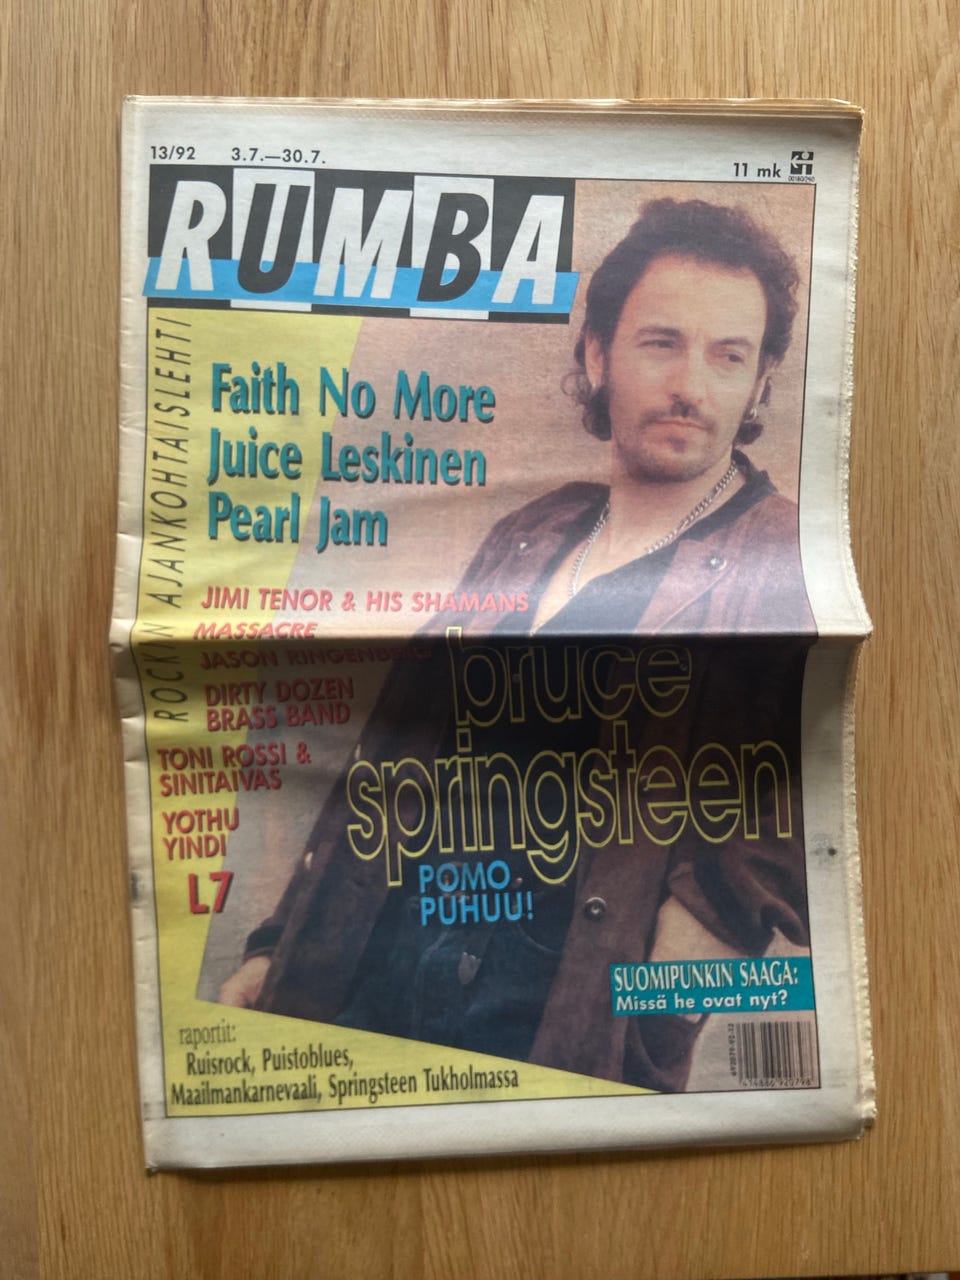 13/92 3.7.—30.7.
11 mk
RUMBA
ROCKIN AJANKOHTAISLEHTI
Faith No More
Juice Leskinen
Pearl Jam
JIMI TENOR & HIS SHAMANS
MASSACRE
JASON RINGENBERG
DIRTY DOZEN
BRASS BAND
TONI ROSSI &
SINITAIVAS
YOTHU
YINDI
L7
bruce
springsteen
POMO
PUHUU!
SUOMIPUNKIN SAAGA:
Missä he ovat nyt?
raportit:
Ruisrock, Puistoblues,
Maailmankarnevaali, Springsteen Tukholmassa